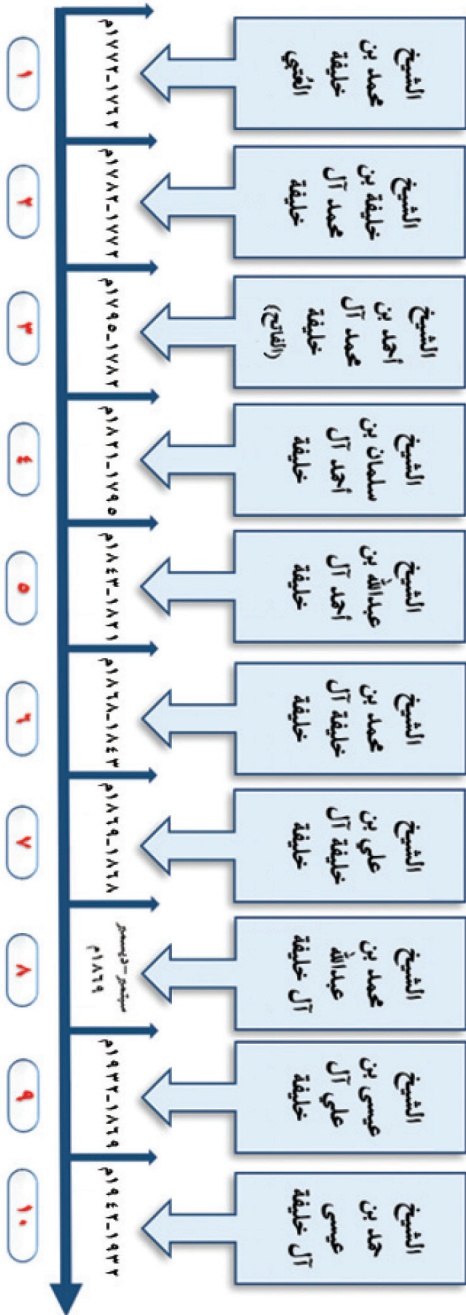 الشيخ
محمد بن
خليفة
العُتبي
١٧٦٢-١٧٧٢م
١
الشيخ
خليفة بن
محمد آل
خليفة
١٧٧٢-١٧٨٢م
٢
الشيخ
أحمد بن
محمد آل
خليفة
(الفاتح)
١٧٨٢-١٧٩٥م
٣
الشيخ
سلمان بن
أحمد آل
خليفة
١٧٩٥-١٨٢١م
٤
الشيخ
عبدالله بن
أحمد آل
خليفة
١٨٢١-١٨٤٣م
٥
الشيخ
محمد بن
خليفة آل
خليفة
١٨٤٣-١٨٦٨م
٦
الشيخ
علي بن
خليفة آل
خليفة
١٨٦٨-١٨٦٩م
٧
الشيخ
محمد بن
عبدالله
آل خليفة
سبتمبر-ديسمبر
١٨٦٩م
٨
الشيخ
عيسى بن
علي آل
خليفة
١٨٦٩-١٩٣٢م
٩
الشيخ
حمد بن
عيسى
آل خليفة
١٩٣٢-١٩٤٢م
١٠